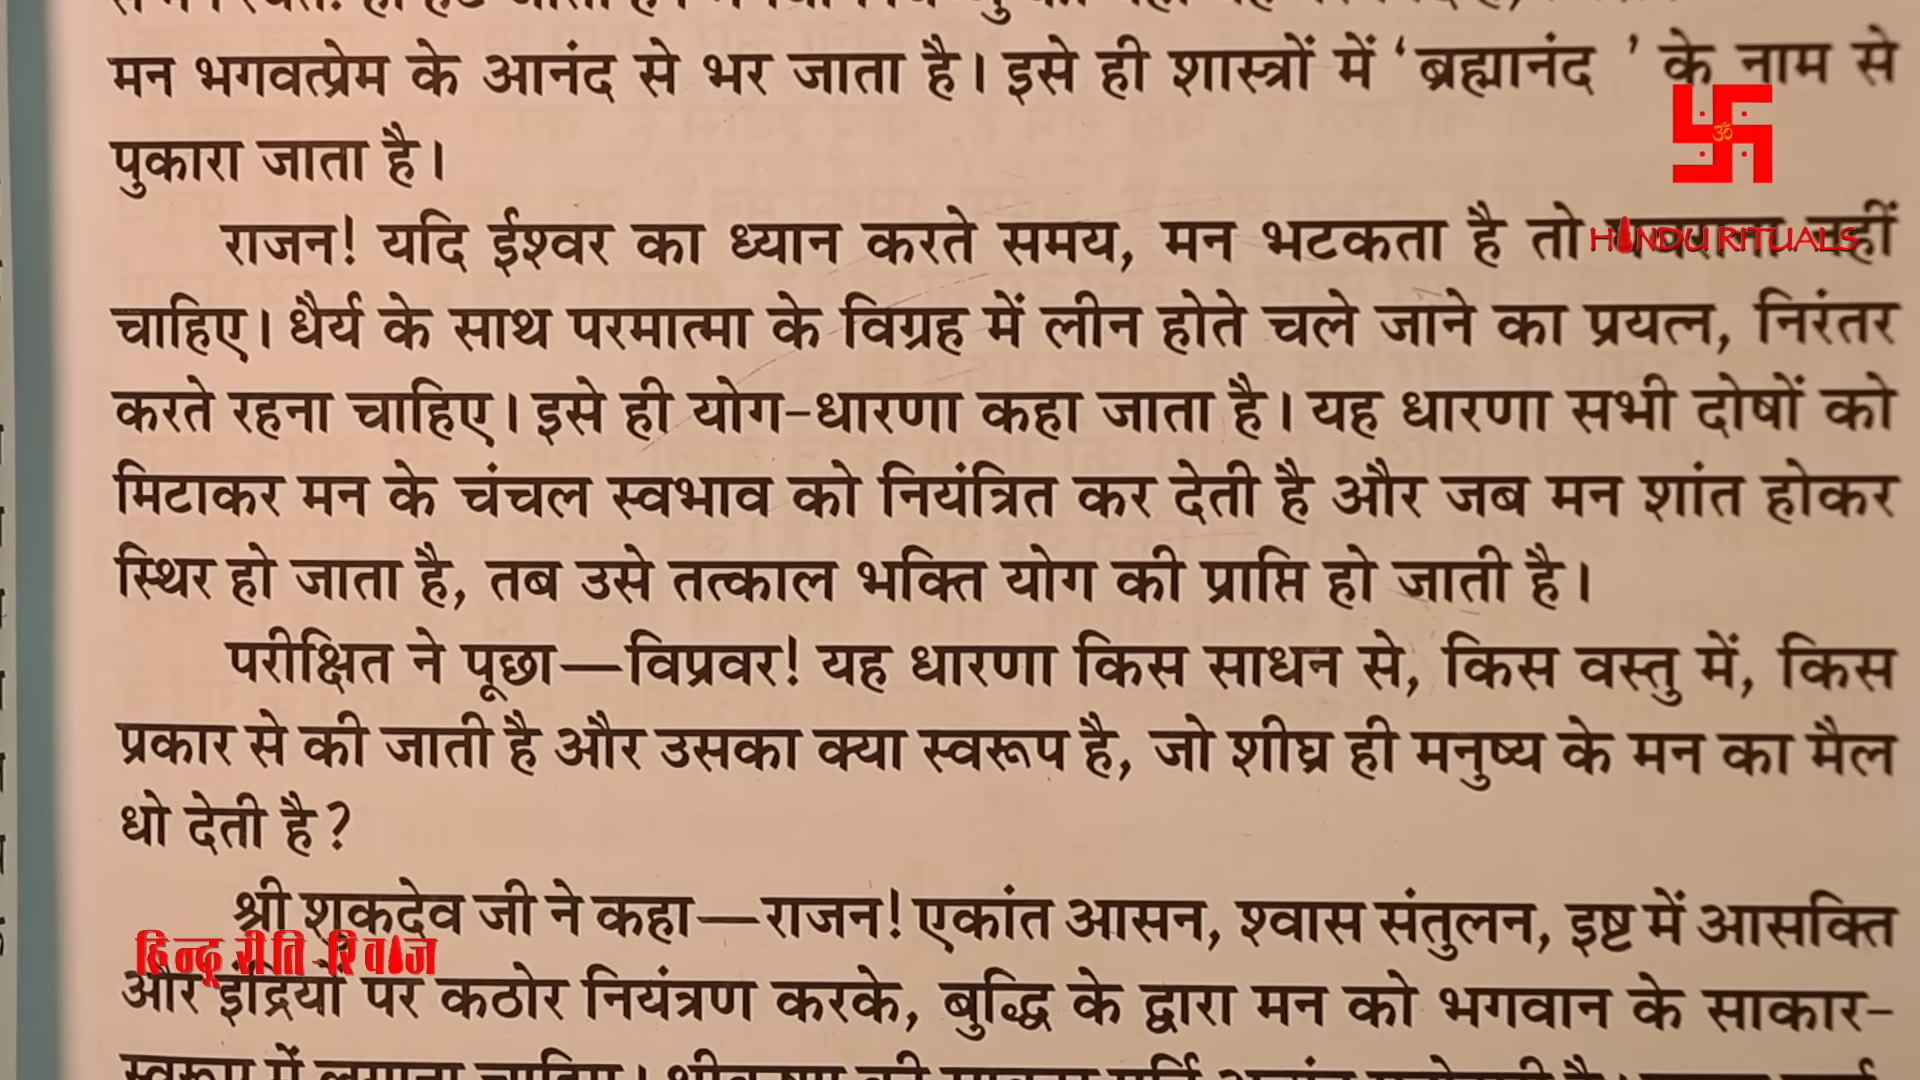 मन भगवत्प्रेम के आनंद से भर जाता है। इसे ही शास्त्रों में ‘ब्रह्मानंद ’ के नाम से
पुकारा जाता है।
ॐ
राजन! यदि ईश्वर का ध्यान करते समय, मन भटकता है तो नहीं
HINDU RITUALS
चाहिए। धैर्य के साथ परमात्मा के विग्रह में लीन होते चले जाने का प्रयत्न, निरंतर
करते रहना चाहिए। इसे ही योग-धारणा कहा जाता है। यह धारणा सभी दोषों को
मिटाकर मन के चंचल स्वभाव को नियंत्रित कर देती है और जब मन शांत होकर
स्थिर हो जाता है, तब उसे तत्काल भक्ति योग की प्राप्ति हो जाती है।
परीक्षित ने पूछा—विप्रवर! यह धारणा किस साधन से, किस वस्तु में, किस
प्रकार से की जाती है और उसका क्या स्वरूप है, जो शीघ्र ही मनुष्य के मन का मैल
धो देती है?
श्री शुकदेव जी ने कहा—राजन! एकांत आसन, श्वास संतुलन, इष्ट में आसक्ति
हिन्दू रीति-रिवाज
और इंद्रियों पर कठोर नियंत्रण करके, बुद्धि के द्वारा मन को भगवान के साकार-